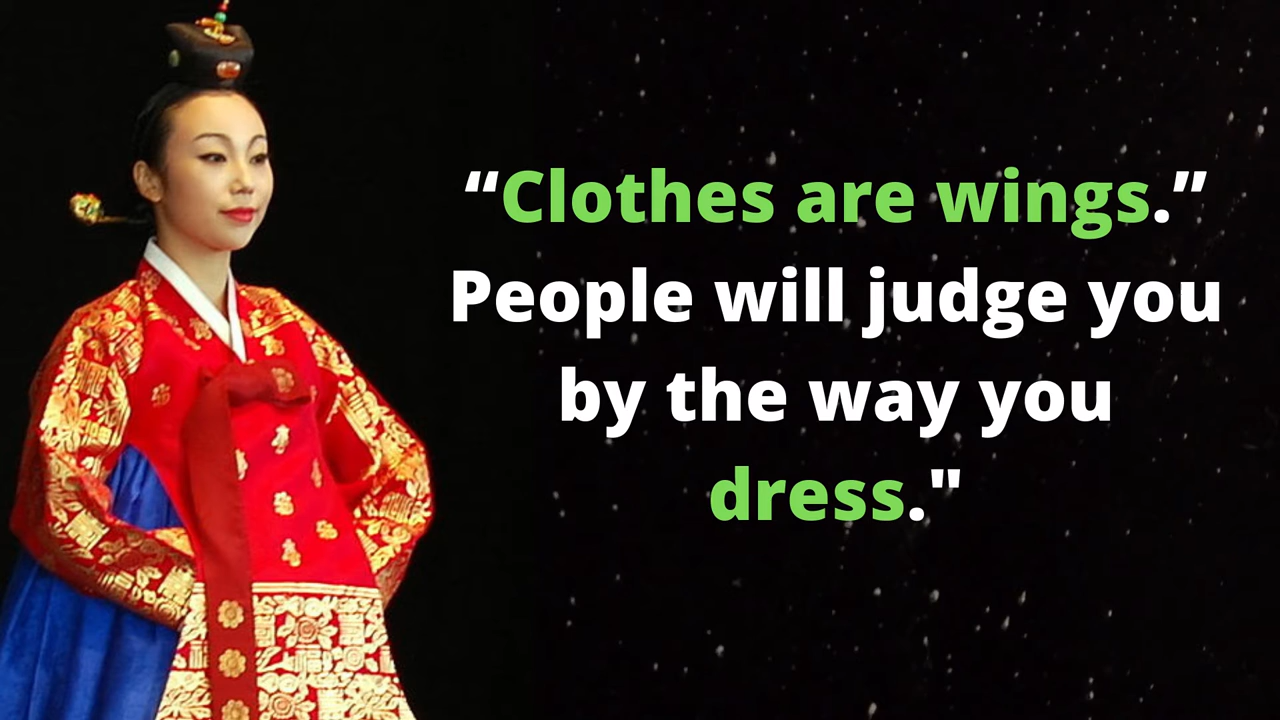 “Clothes are wings.”
People will judge you
by the way you
dress."